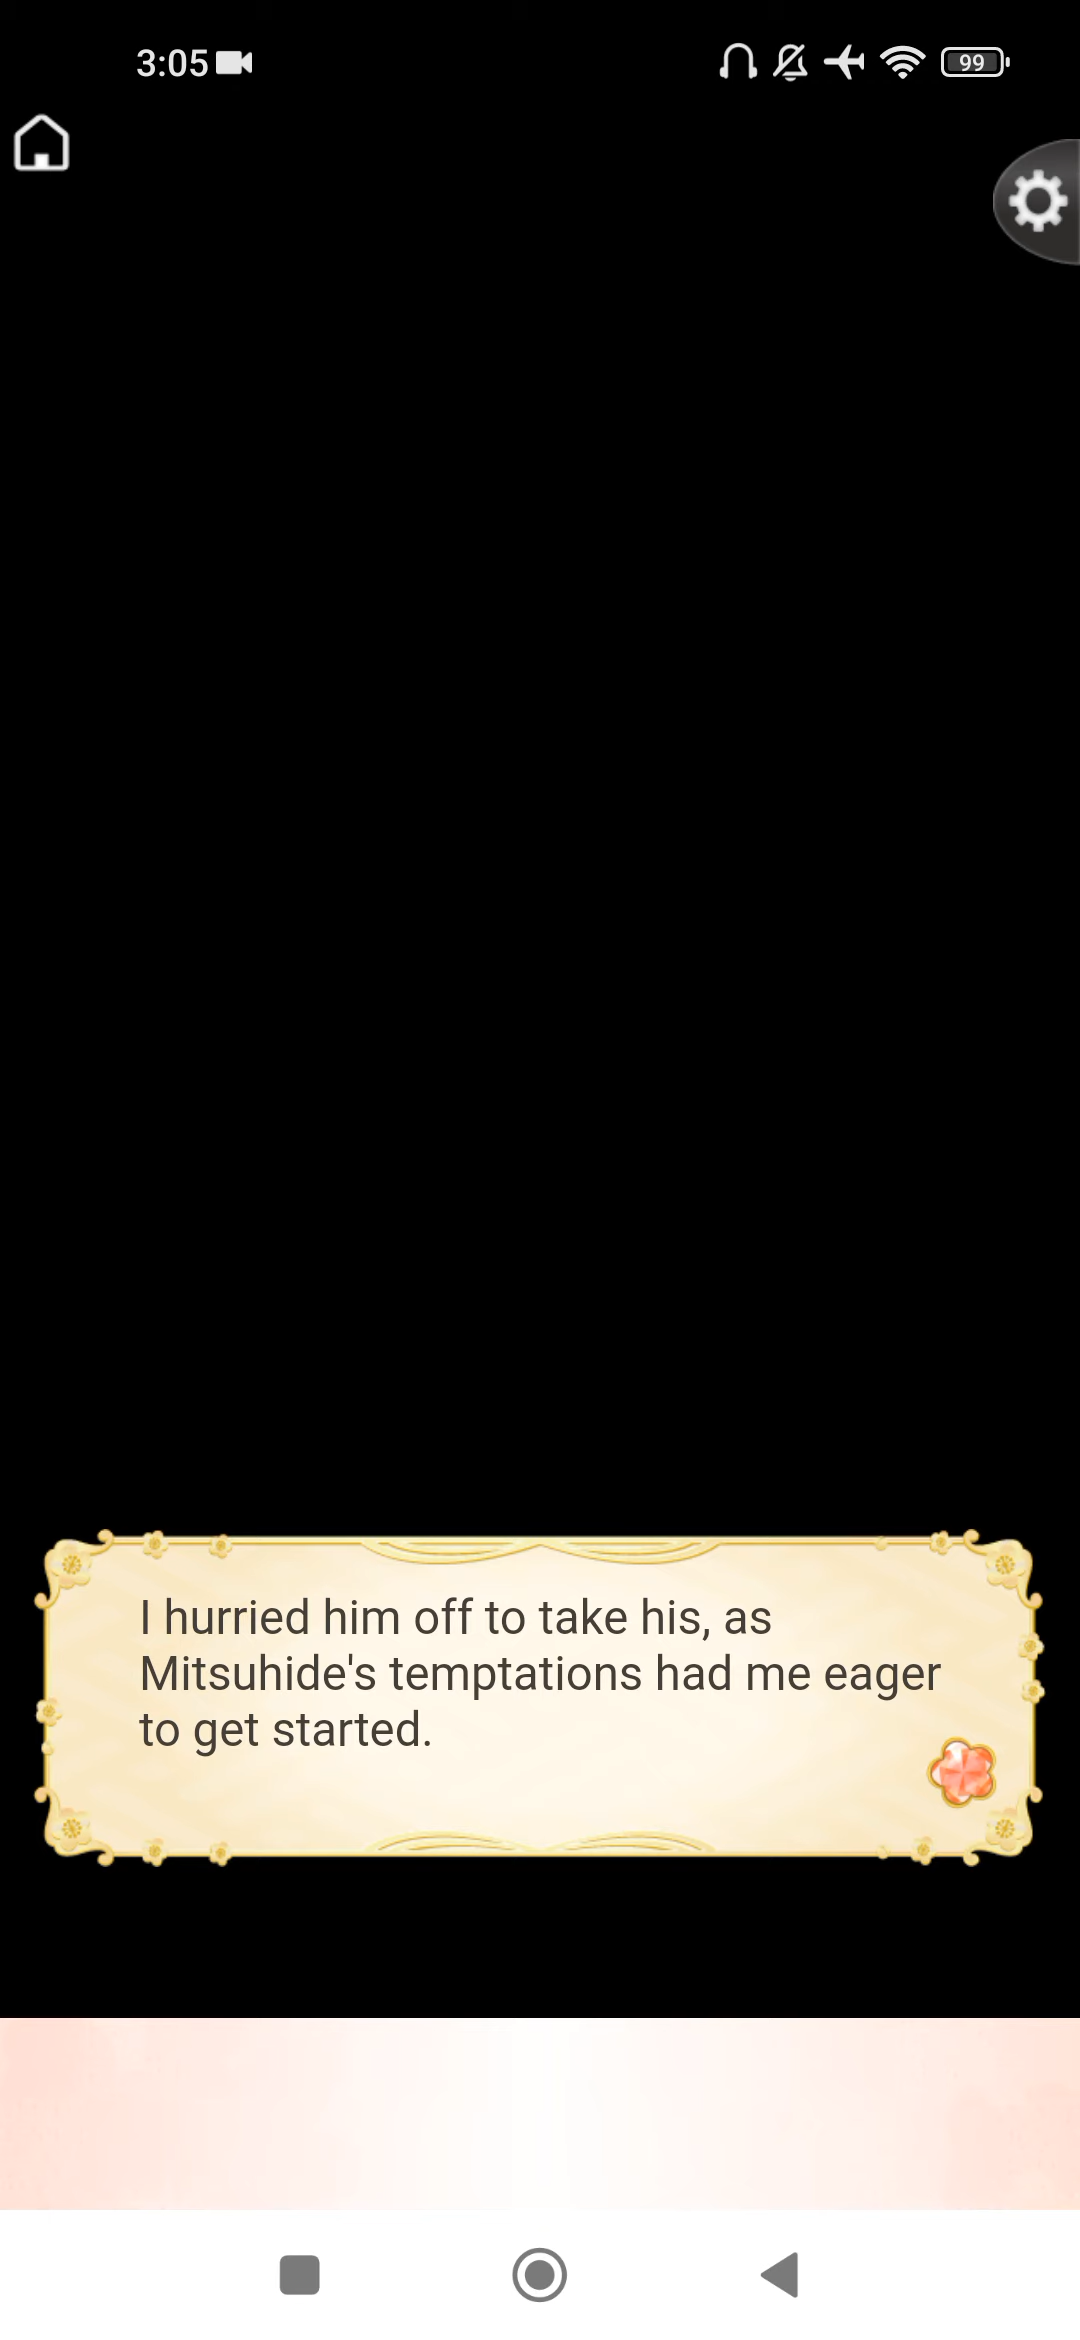 3:05
99
I hurried him off to take his, as
Mitsuhide's temptations had me eager
to get started.